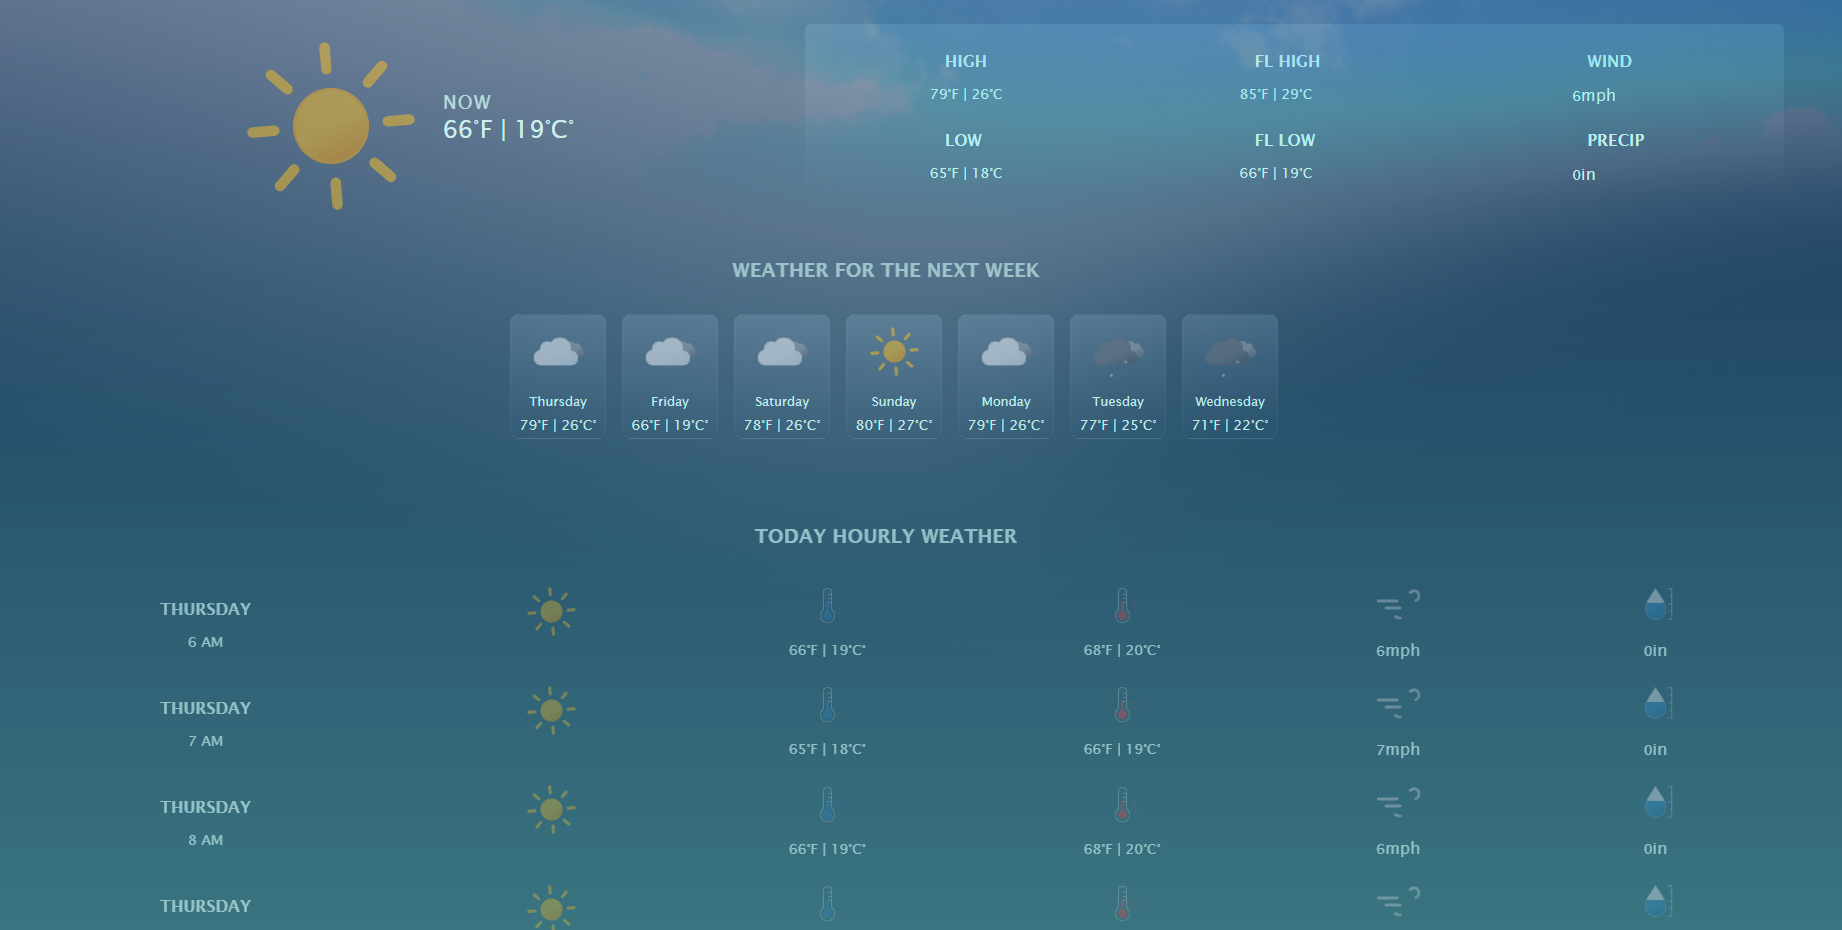 NOW
66°F | 19°C°
HIGH
79°F | 26°C
FL HIGH
85°F | 29°C
WIND
6mph
LOW
65°F | 18°C
FL LOW
66°F | 19°C
PRECIP
0in
WEATHER FOR THE NEXT WEEK
Thursday
79°F | 26°C°
Friday
66°F | 19°C°
Saturday
78°F | 26°C°
Sunday
80°F | 27°C°
Monday
79°F | 26°C°
Tuesday
77°F | 25°C°
Wednesday
71°F | 22°C°
TODAY HOURLY WEATHER
THURSDAY
6 AM
66°F | 19°C°
68°F | 20°C°
6mph
0in
THURSDAY
7 AM
65°F | 18°C°
66°F | 19°C°
7mph
0in
THURSDAY
8 AM
66°F | 19°C°
68°F | 20°C°
6mph
0in
THURSDAY